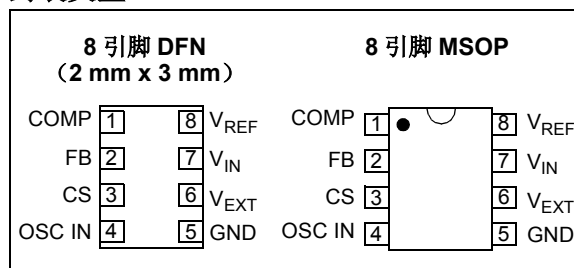 8 引脚 DFN
（2 mm x 3 mm）
COMP 1 8 VREF
FB 2 7 VIN
CS 3 6 VEXT
OSC IN 4 5 GND
8 引脚 MSOP
COMP 1 8 VREF
FB 2 7 VIN
CS 3 6 VEXT
OSC IN 4 5 GND